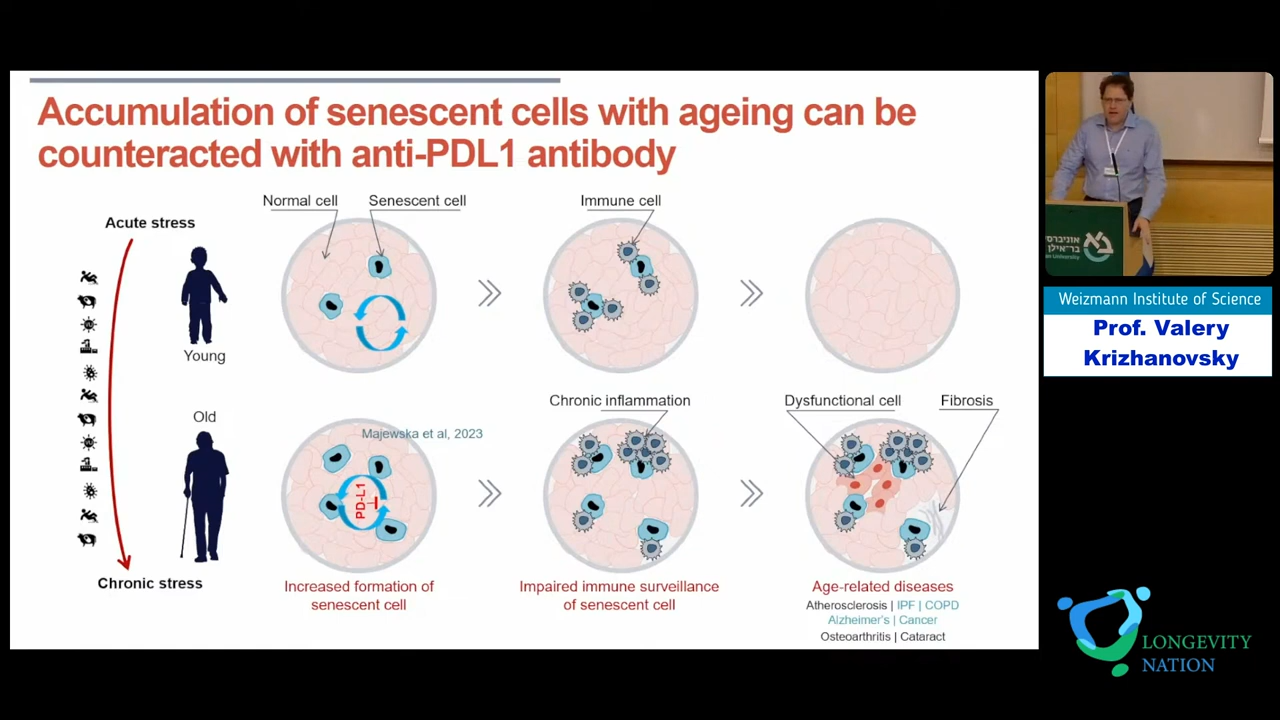 Accumulation of senescent cells with ageing can be
counteracted with anti-PDL1 antibody
Normal cell
Senescent cell
Immune cell
Acute stress
Young
Old
Chronic inflammation
Dysfunctional cell
Fibrosis
Majewska et al, 2023
PD-L1
Chronic stress
Increased formation of
senescent cell
Impaired immune surveillance
of senescent cell
Age-related diseases
Atherosclerosis | IPF | COPD
Alzheimer's | Cancer
Osteoarthritis | Cataract
Weizmann Institute of Science
Prof. Valery
Krizhanovsky
LONGEVITY
NATION